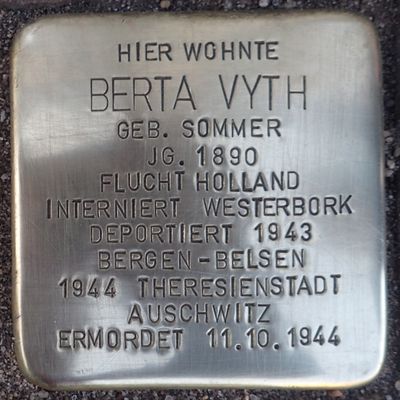 HIER WOHNTE
BERTA VYTH
GEB. SOMMER
JG. 1890
FLUCHT HOLLAND
INTERNIERT WESTERBORK
DEPORTIERT 1943
BERGEN-BELSEN
1944 THERESIENSTADT
AUSCHWITZ
ERMORDET 11.10.1944